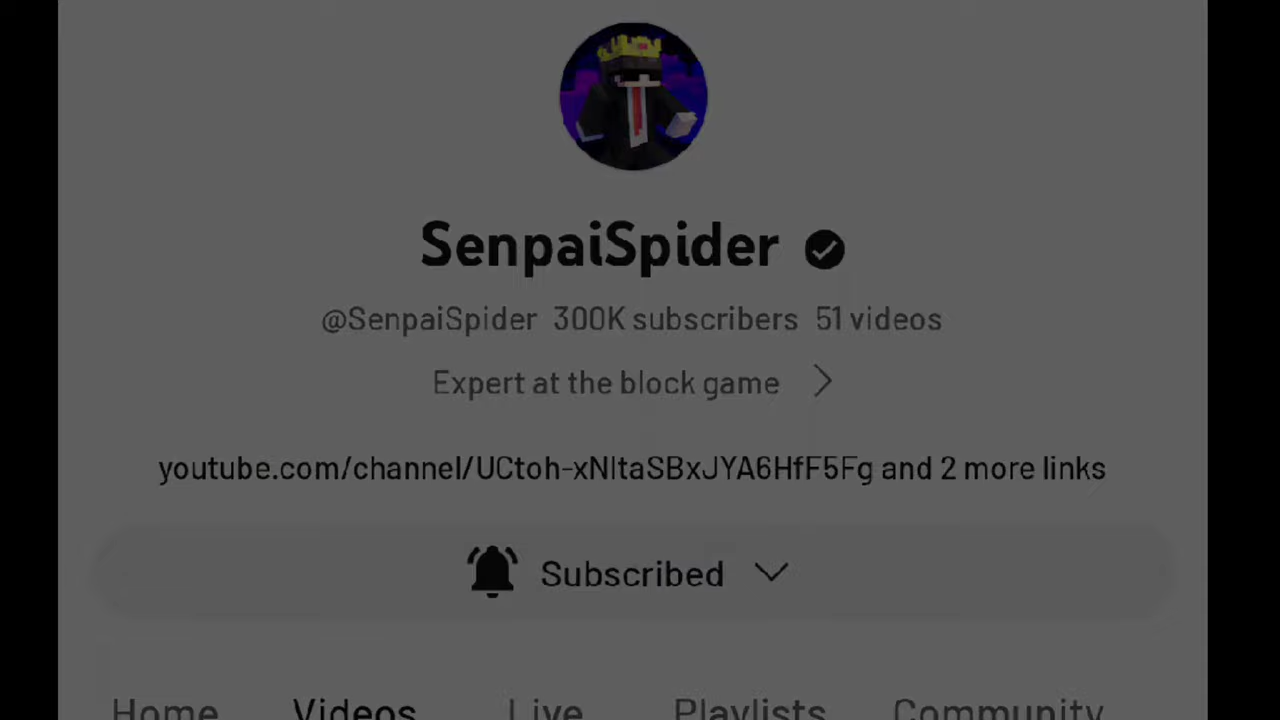 SenpaiSpider
@SenpaiSpider 300K subscribers 51 videos
Expert at the block game
youtube.com/channel/UCtoh-xNltaSBxJYA6HfF5Fg and 2 more links
Subscribed
Home Videos Live Playlists Community